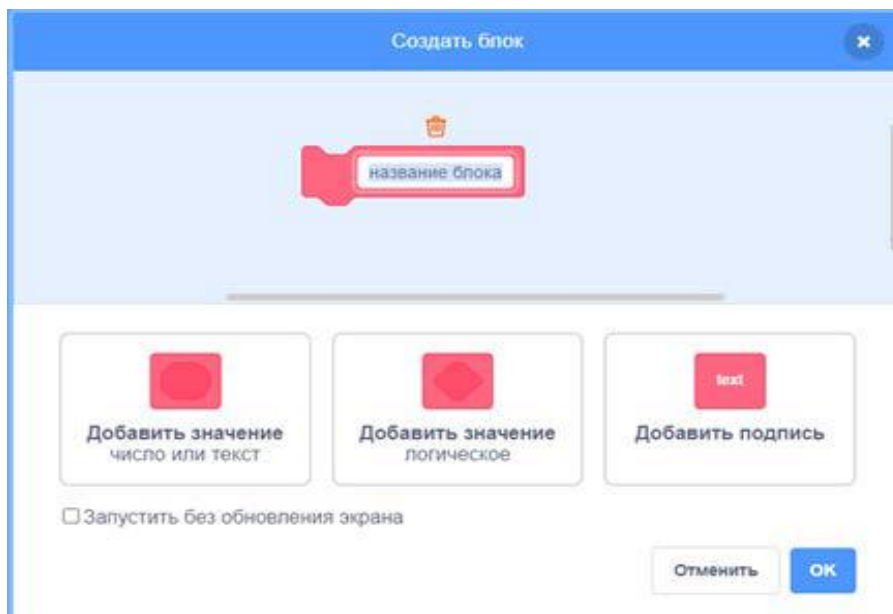 Создать блок
название блока
Добавить значение
число или текст
Добавить значение
логическое
text
Добавить подпись
Запустить без обновления экрана
Отменить
OK